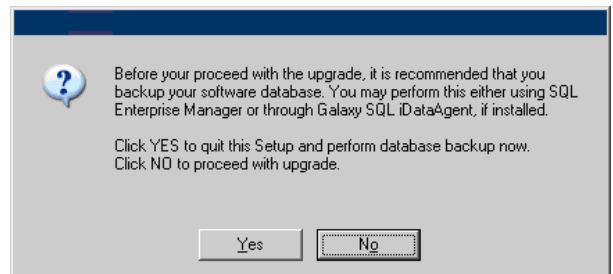 Before your proceed with the upgrade, it is recommended that you
backup your software database. You may perform this either using SQL
Enterprise Manager or through Galaxy SQL iDataAgent, if installed.
Click YES to quit this Setup and perform database backup now.
Click NO to proceed with upgrade.
Yes No